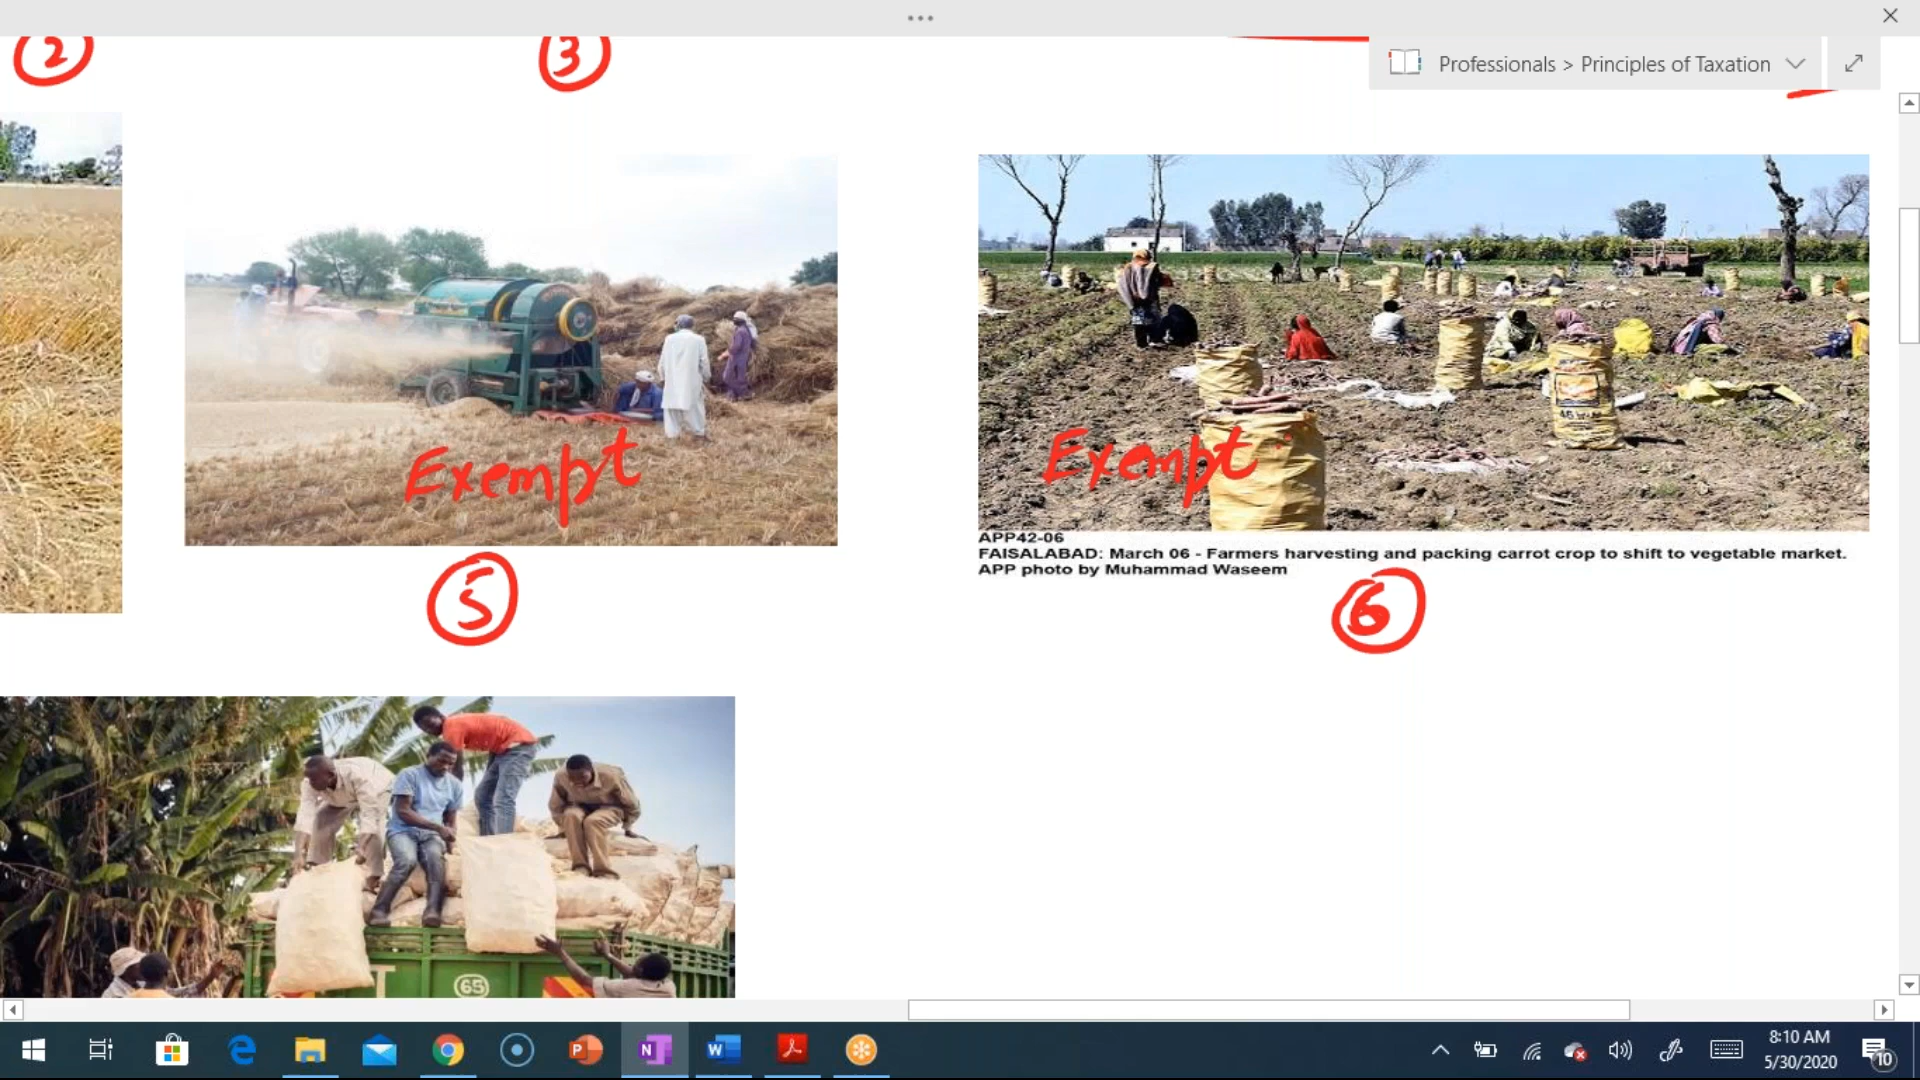 2
3
Professionals > Principles of Taxation
Exempt
Exempt
APP42-06
FAISALABAD: March 06 - Farmers harvesting and packing carrot crop to shift to vegetable market.
APP photo by Muhammad Waseem
5
6
65
8:10 AM
5/30/2020
10